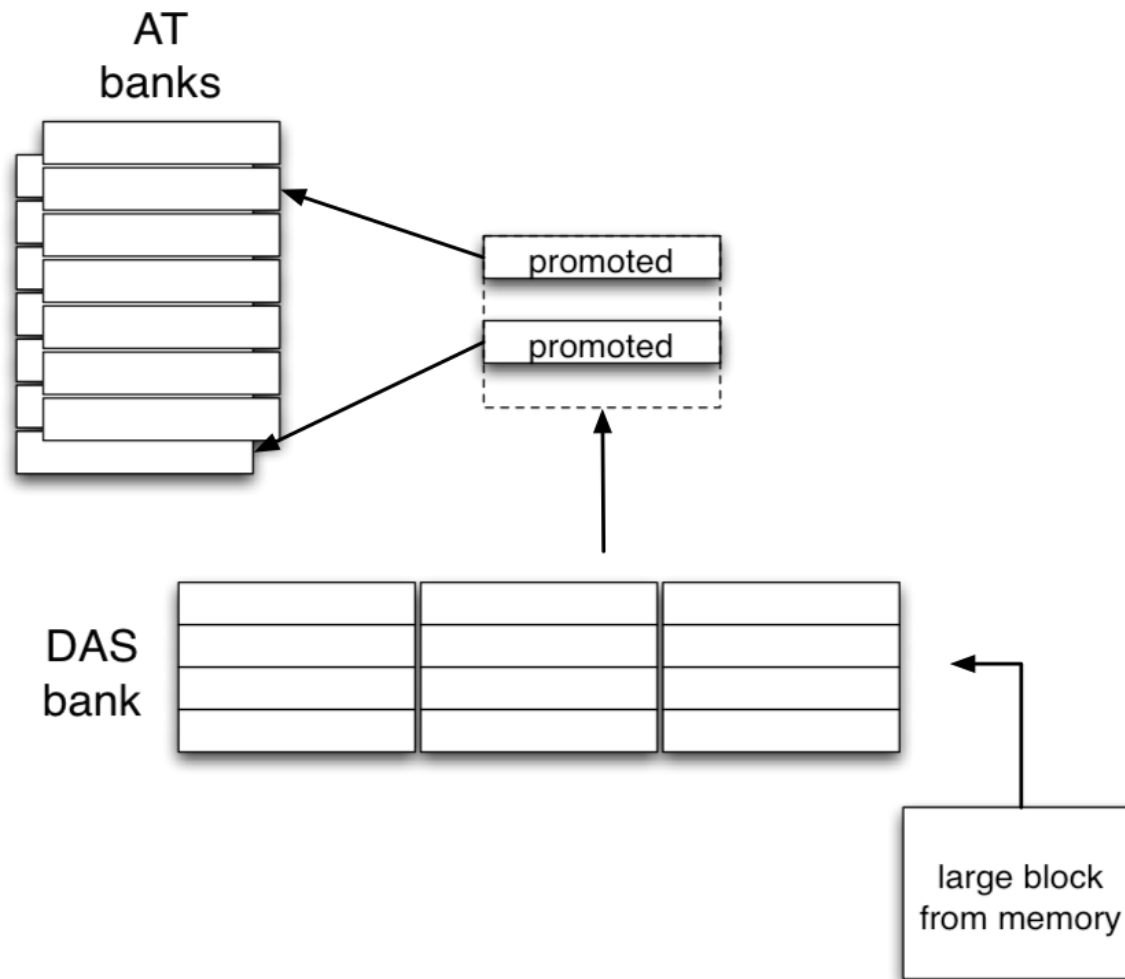 AT
banks
promoted
promoted
DAS
bank
large block
from memory